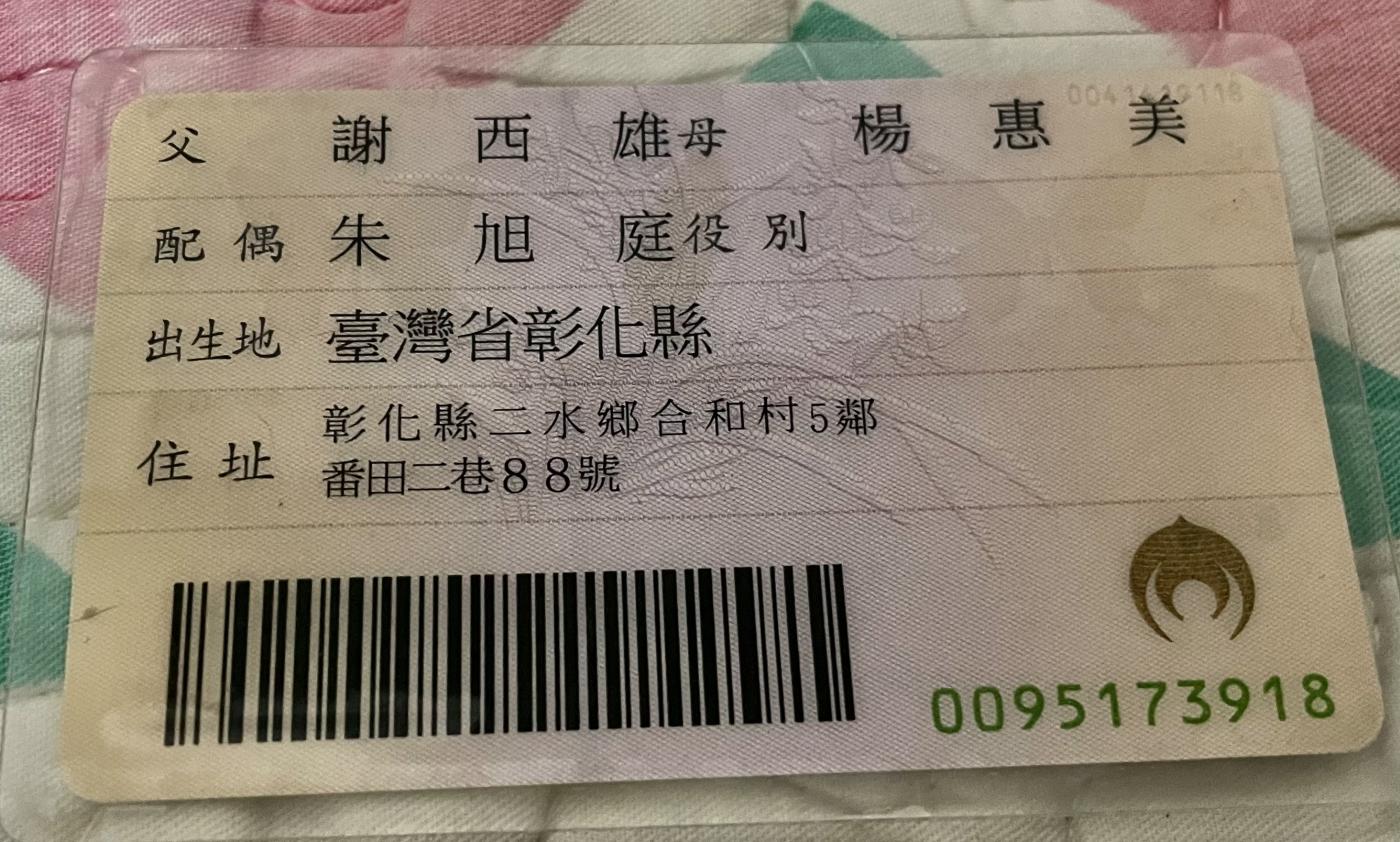 父 謝西雄 母 楊惠美
配偶 朱旭庭 役別
出生地 臺灣省彰化縣
住址 彰化縣二水鄉合和村5鄰
番田二巷88號
0095173918